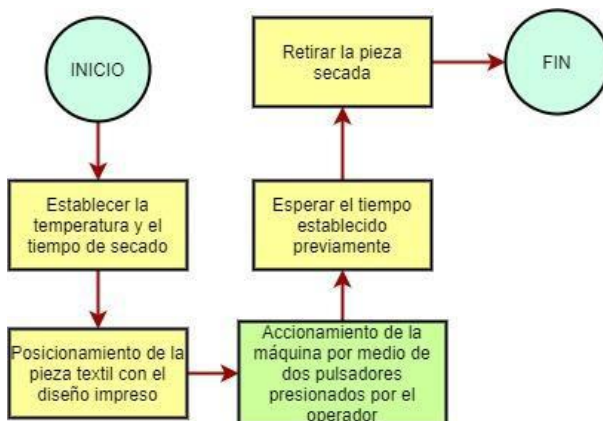 INICIO
Establecer la
temperatura y el
tiempo de secado
Posicionamiento de la
pieza textil con el
diseño impreso
Accionamiento de la
máquina por medio de
dos pulsadores
presionados por el
operador
Esperar el tiempo
establecido
previamente
Retirar la pieza
secada
FIN